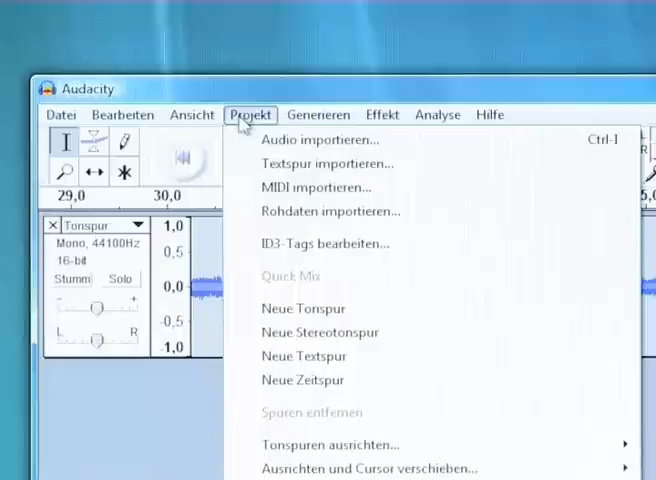 Audacity
Datei Bearbeiten Ansicht Projekt Generieren Effekt Analyse Hilfe
Audio importieren... Ctrl-I
Textspur importieren...
MIDI importieren...
Rohdaten importieren...
ID3-Tags bearbeiten...
Quick Mix
Neue Tonspur
Neue Stereotonspur
Neue Textspur
Neue Zeitspur
Spuren entfernen
Tonspuren ausrichten...
Ausrichten und Cursor verschieben...
L
R
29,0 30,0 5,0
Tonspur
Mono, 44100Hz
16-bit
Stumm Solo
- +
L R
1,0
0,5
0,0
-0,5
-1,0